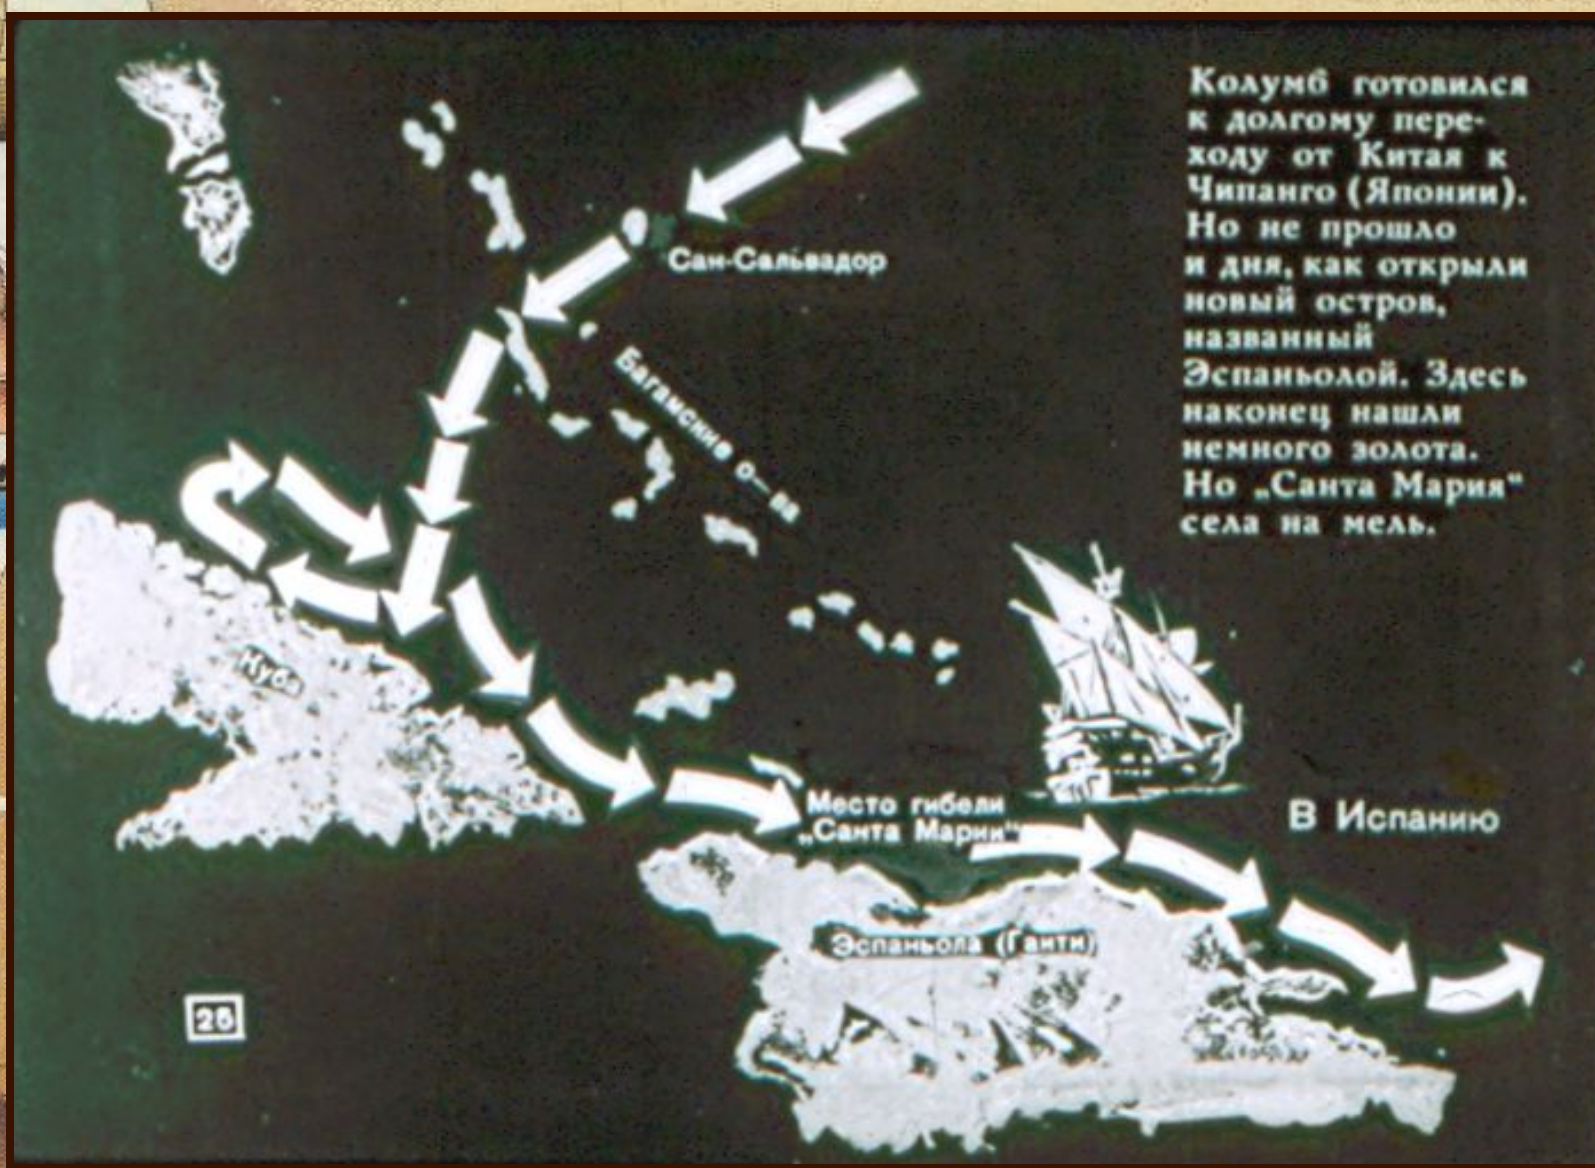 Колумб готовился
к долгому пере-
ходу от Китая к
Чипанго (Японии).
Но не прошло
и дня, как открыли
новый остров,
названный
Эспаньолой. Здесь
наконец нашли
немного золота.
Но „Санта Мария“
села на мель.
Сан-Сальвадор
Багамские о-ва
Куба
Место гибели
„Санта Марии“
В Испанию
Эспаньола (Гаити)
25